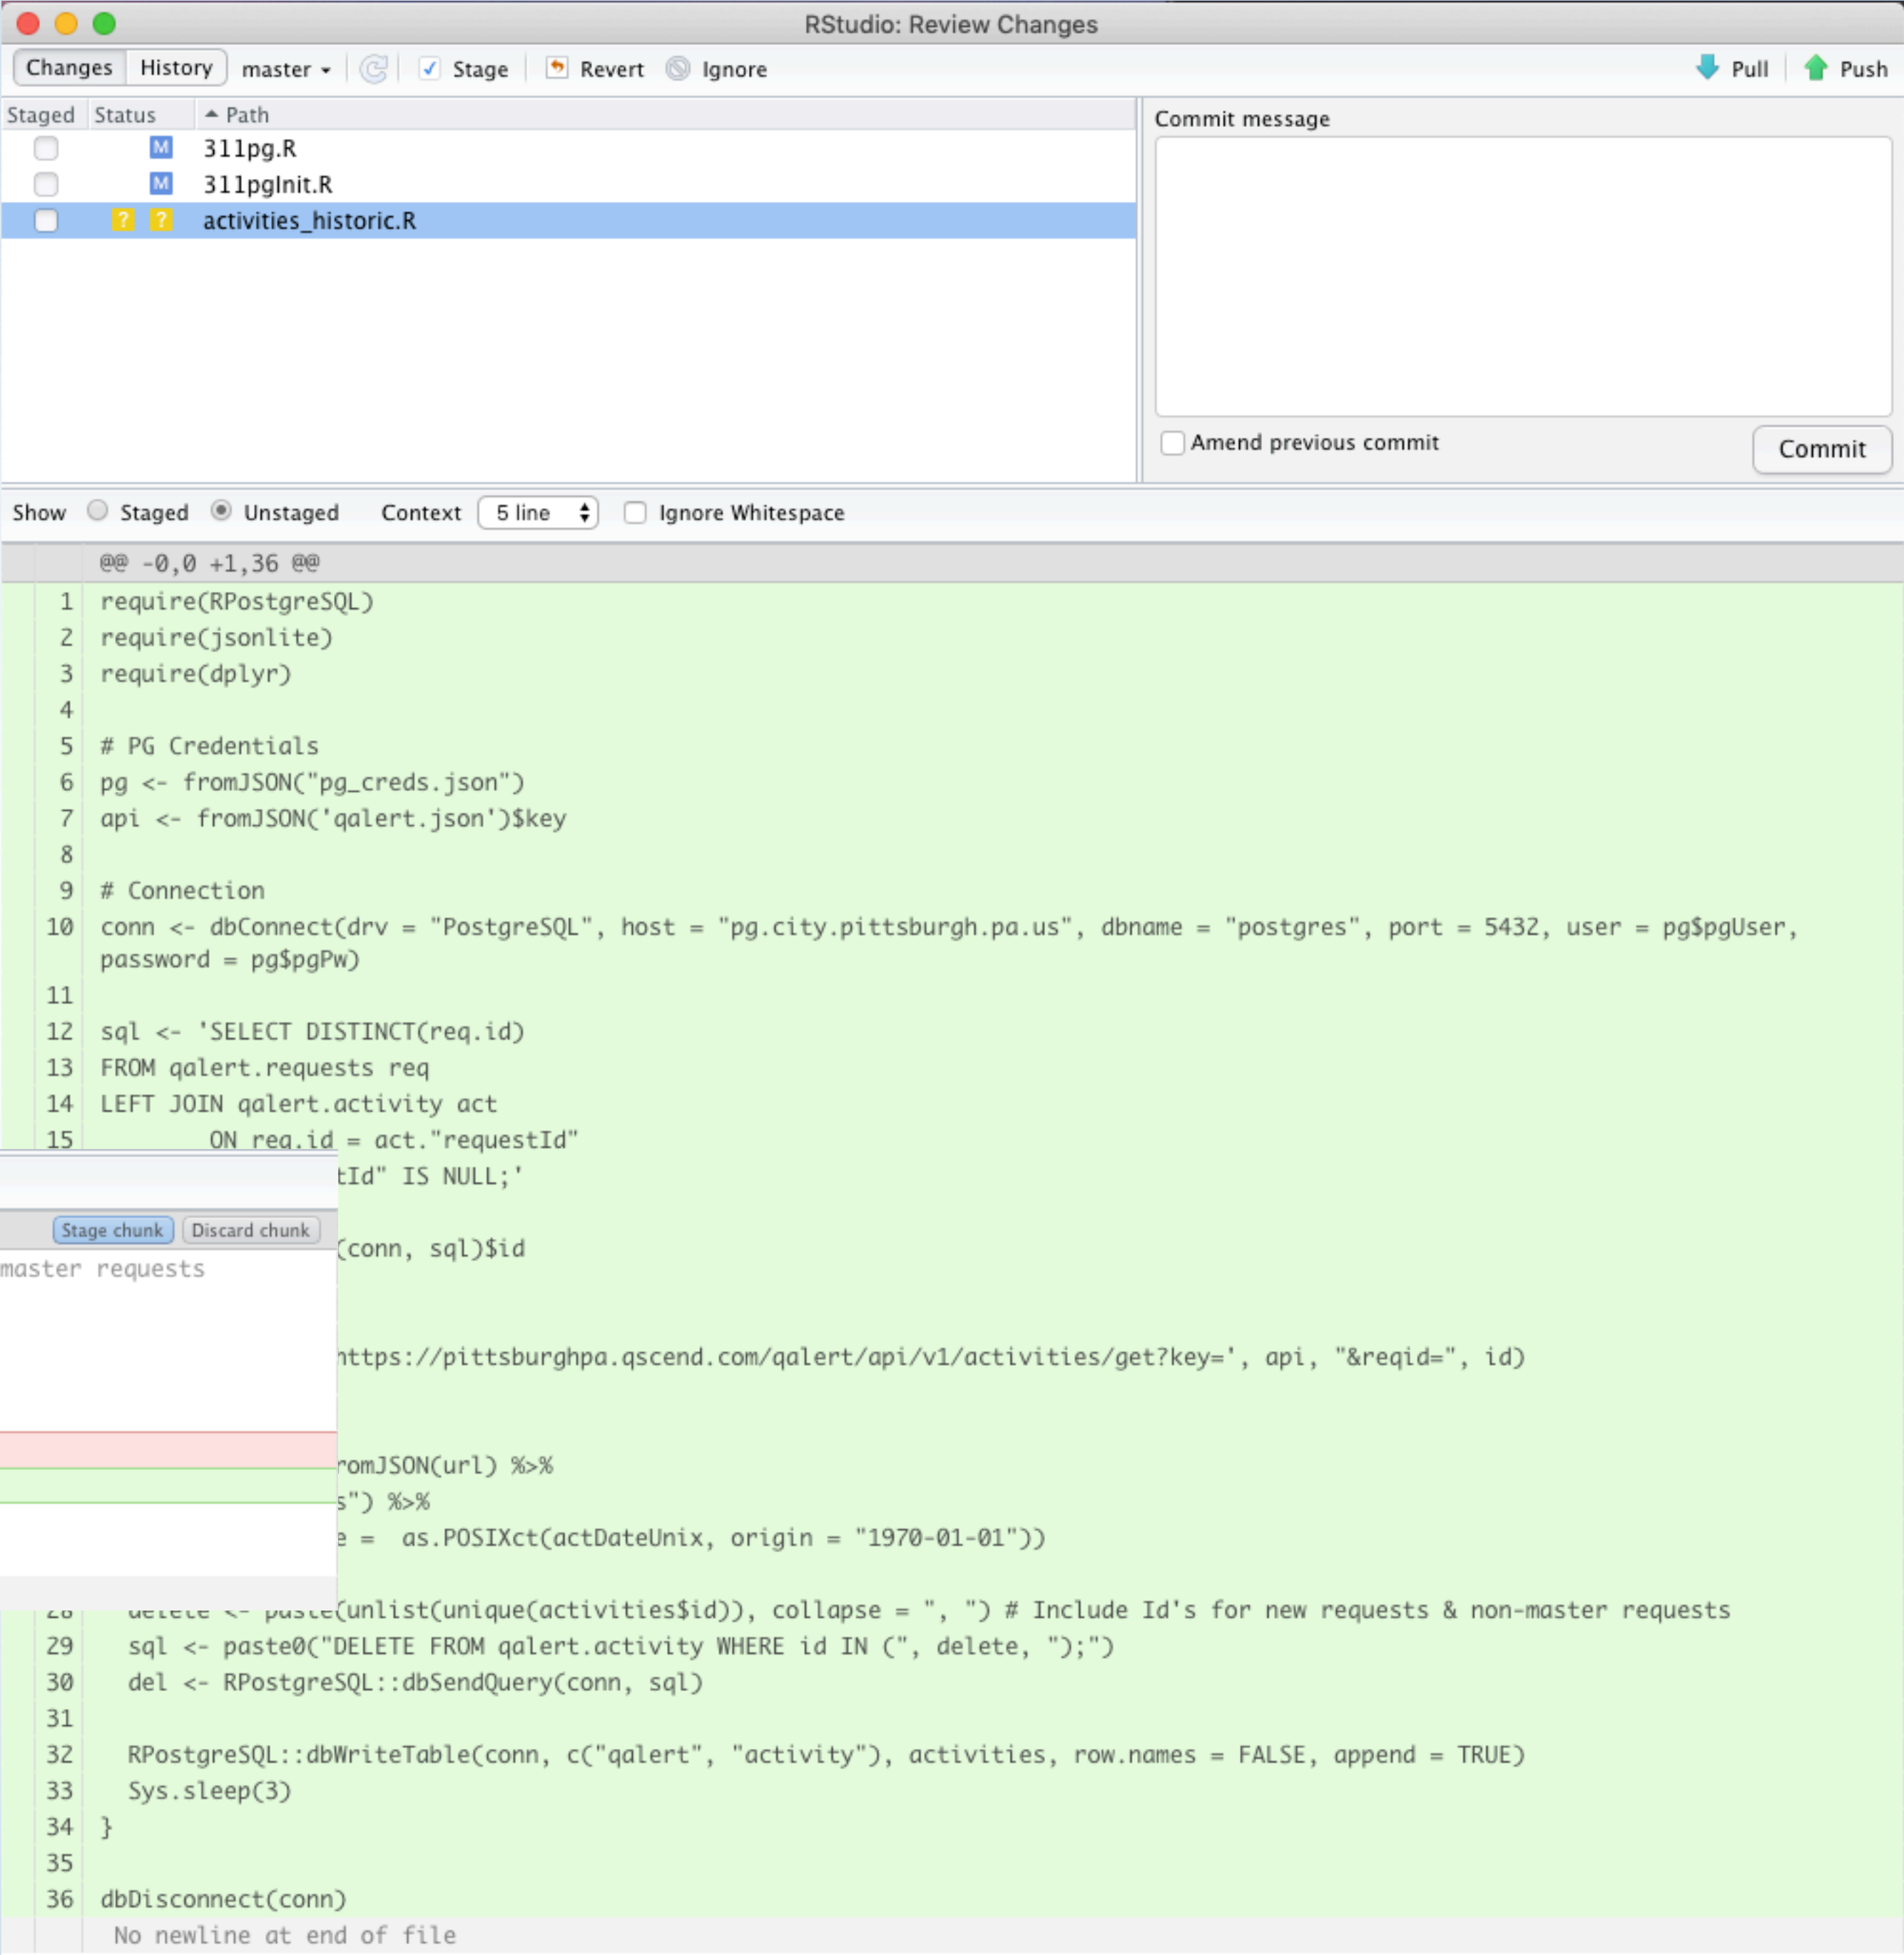 RStudio: Review Changes
Changes History master Stage Revert Ignore Pull Push
Staged Status Path
Commit message
M 311pg.R
M 311pgInit.R
? ? activities_historic.R
Amend previous commit
Commit
Show Staged Unstaged Context 5 line Ignore Whitespace
@@ -0,0 +1,36 @@
1 require(RPostgreSQL)
2 require(jsonlite)
3 require(dplyr)
4
5 # PG Credentials
6 pg <- fromJSON("pg_creds.json")
7 api <- fromJSON('qalert.json')$key
8
9 # Connection
10 conn <- dbConnect(drv = "PostgreSQL", host = "pg.city.pittsburgh.pa.us", dbname = "postgres", port = 5432, user = pg$pgUser,
password = pg$pgPw)
11
12 sql <- 'SELECT DISTINCT(req.id)
13 FROM qalert.requests req
14 LEFT JOIN qalert.activity act
15 ON req.id = act."requestId"
tId" IS NULL;'
Stage chunk Discard chunk
(conn, sql)$id
master requests
https://pittsburghpa.qscend.com/qalert/api/v1/activities/get?key=', api, "&reqid=", id)
romJSON(url) %>%
s") %>%
e = as.POSIXct(actDateUnix, origin = "1970-01-01"))
28 delete <- paste(unlist(unique(activities$id)), collapse = ", ") # Include Id's for new requests & non-master requests
29 sql <- paste0("DELETE FROM qalert.activity WHERE id IN (", delete, ");")
30 del <- RPostgreSQL::dbSendQuery(conn, sql)
31
32 RPostgreSQL::dbWriteTable(conn, c("qalert", "activity"), activities, row.names = FALSE, append = TRUE)
33 Sys.sleep(3)
34 }
35
36 dbDisconnect(conn)
No newline at end of file